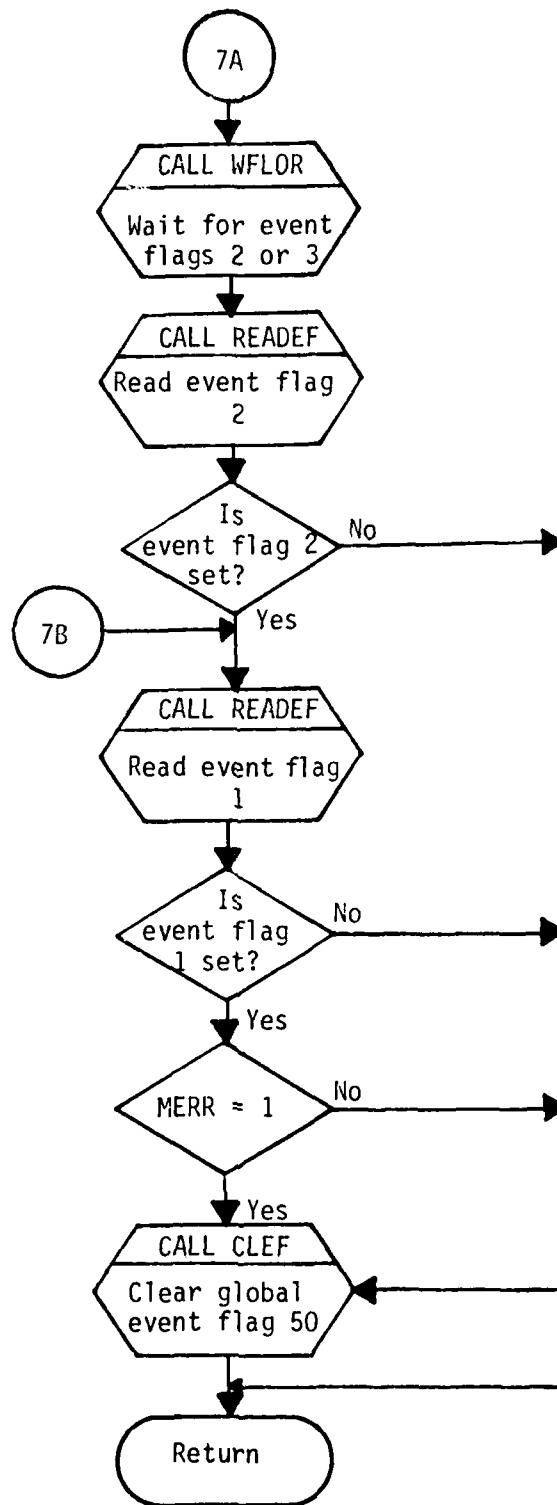 7A
CALL WFLOR
Wait for event
flags 2 or 3
CALL READEF
Read event flag
2
Is
event flag 2
set?
No
Yes
7B
CALL READEF
Read event flag
1
Is
event flag
1 set?
No
Yes
MERR = 1
No
Yes
CALL CLEF
Clear global
event flag 50
Return